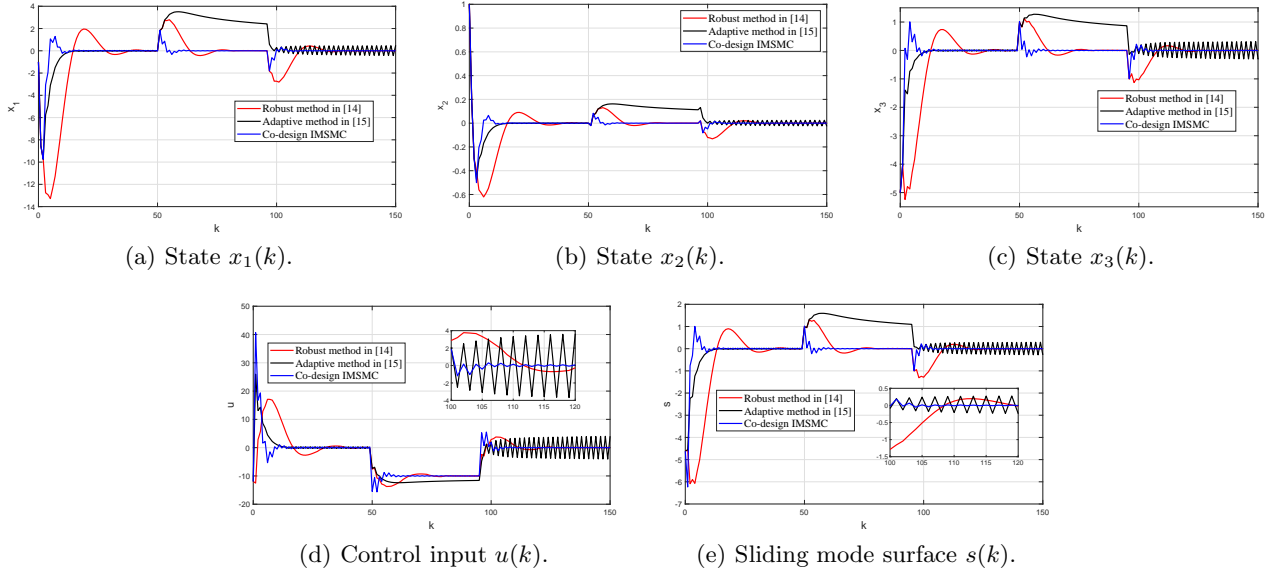 4
2
0
-2
-4
-6
-8
-10
-12
-14
0
50
100
150
x1
k
Robust method in [14]
Adaptive method in [15]
Co-design IMSMC
(a) State x1(k).
1
0.8
0.6
0.4
0.2
0
-0.2
-0.4
-0.6
0
50
100
150
x2
k
Robust method in [14]
Adaptive method in [15]
Co-design IMSMC
(b) State x2(k).
2
1
0
-1
-2
-3
-4
-5
0
50
100
150
x3
k
Robust method in [14]
Adaptive method in [15]
Co-design IMSMC
(c) State x3(k).
50
40
30
20
10
0
-10
-20
0
50
100
150
u
k
Robust method in [14]
Adaptive method in [15]
Co-design IMSMC
4
2
0
-2
-4
100
105
110
115
120
(d) Control input u(k).
2
1
0
-1
-2
-3
-4
-5
-6
-7
0
50
100
150
s
k
Robust method in [14]
Adaptive method in [15]
Co-design IMSMC
0.5
0
-0.5
-1
-1.5
100
105
110
115
120
(e) Sliding mode surface s(k).